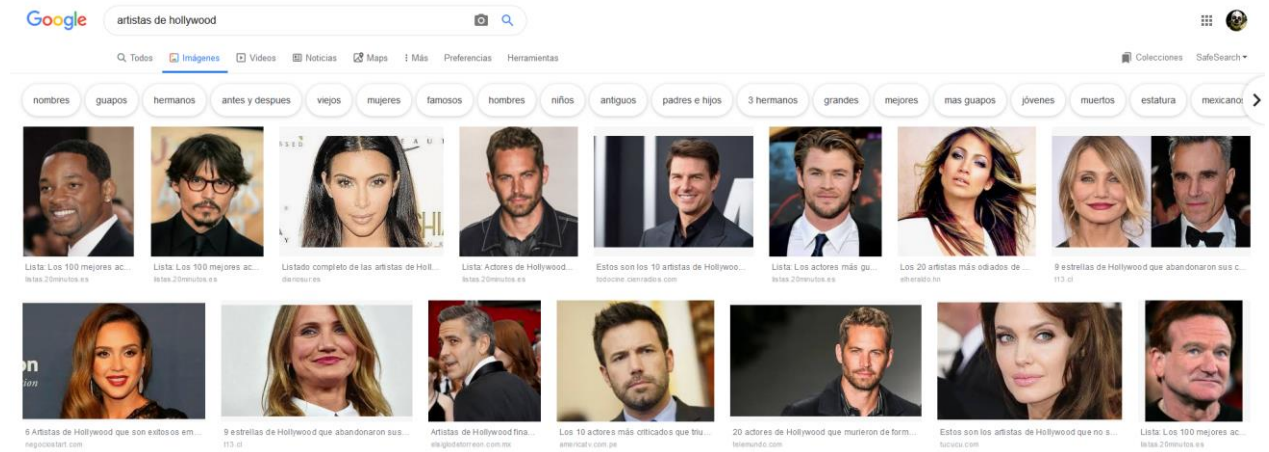 Google
artistas de hollywood
Todos Imágenes Videos Noticias Maps Más Preferencias Herramientas Colecciones SafeSearch
nombres guapos hermanos antes y despues viejos mujeres famosos hombres niños antiguos padres e hijos 3 hermanos grandes mejores mas guapos jóvenes muertos estatura mexicanos
Lista: Los 100 mejores ac... Lista: Los 100 mejores ac... Listado completo de las artistas de Holl... Lista: Actores de Hollywood... Estos son los 10 artistas de Hollywoo... Lista: Los actores más gu... Los 20 artistas más odiados de ... 9 estrellas de Hollywood que abandonaron sus c...
listas.20minutos.es listas.20minutos.es diariosur.es listas.20minutos.es listas.20minutos.es elheraldo.hn t13.cl
6 Artistas de Hollywood que son exitosos em... 9 estrellas de Hollywood que abandonaron sus... Artistas de Hollywood fina... Los 10 actores más criticados que triu... 20 actores de Hollywood que murieron de form... Estos son los artistas de Hollywood que no s... Lista: Los 100 mejores ac...
negociostart.com t13.cl elsiglodetorreon.com.mx americatv.com.pe telemundo.com tucucu.com listas.20minutos.es